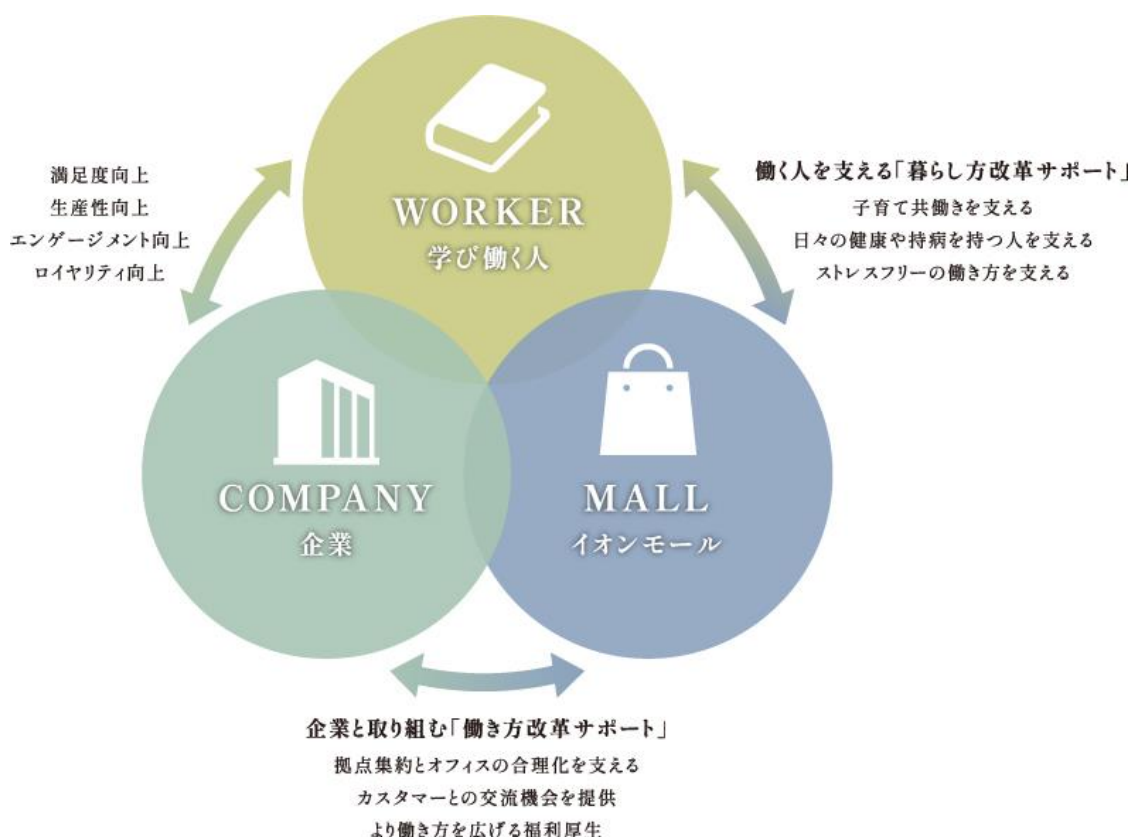 WORKER
学び働く人
満足度向上
生産性向上
エンゲージメント向上
ロイヤリティ向上
働く人を支える「暮らし方改革サポート」
子育て共働きを支える
日々の健康や持病を持つ人を支える
ストレスフリーの働き方を支える
COMPANY
企業
MALL
イオンモール
企業と取り組む「働き方改革サポート」
拠点集約とオフィスの合理化を支える
カスタマーとの交流機会を提供
より働き方を広げる福利厚生